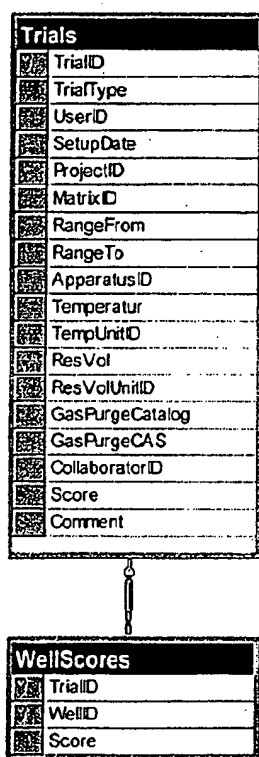 Trials
TrialID
TrialType
UserID
SetupDate
ProjectID
MatrixID
RangeFrom
RangeTo
ApparatusID
Temperatur
TempUnitID
ResVol
ResVolUnitID
GasPurgeCatalog
GasPurgeCAS
CollaboratorID
Score
Comment
WellScores
TrialID
WellID
Score